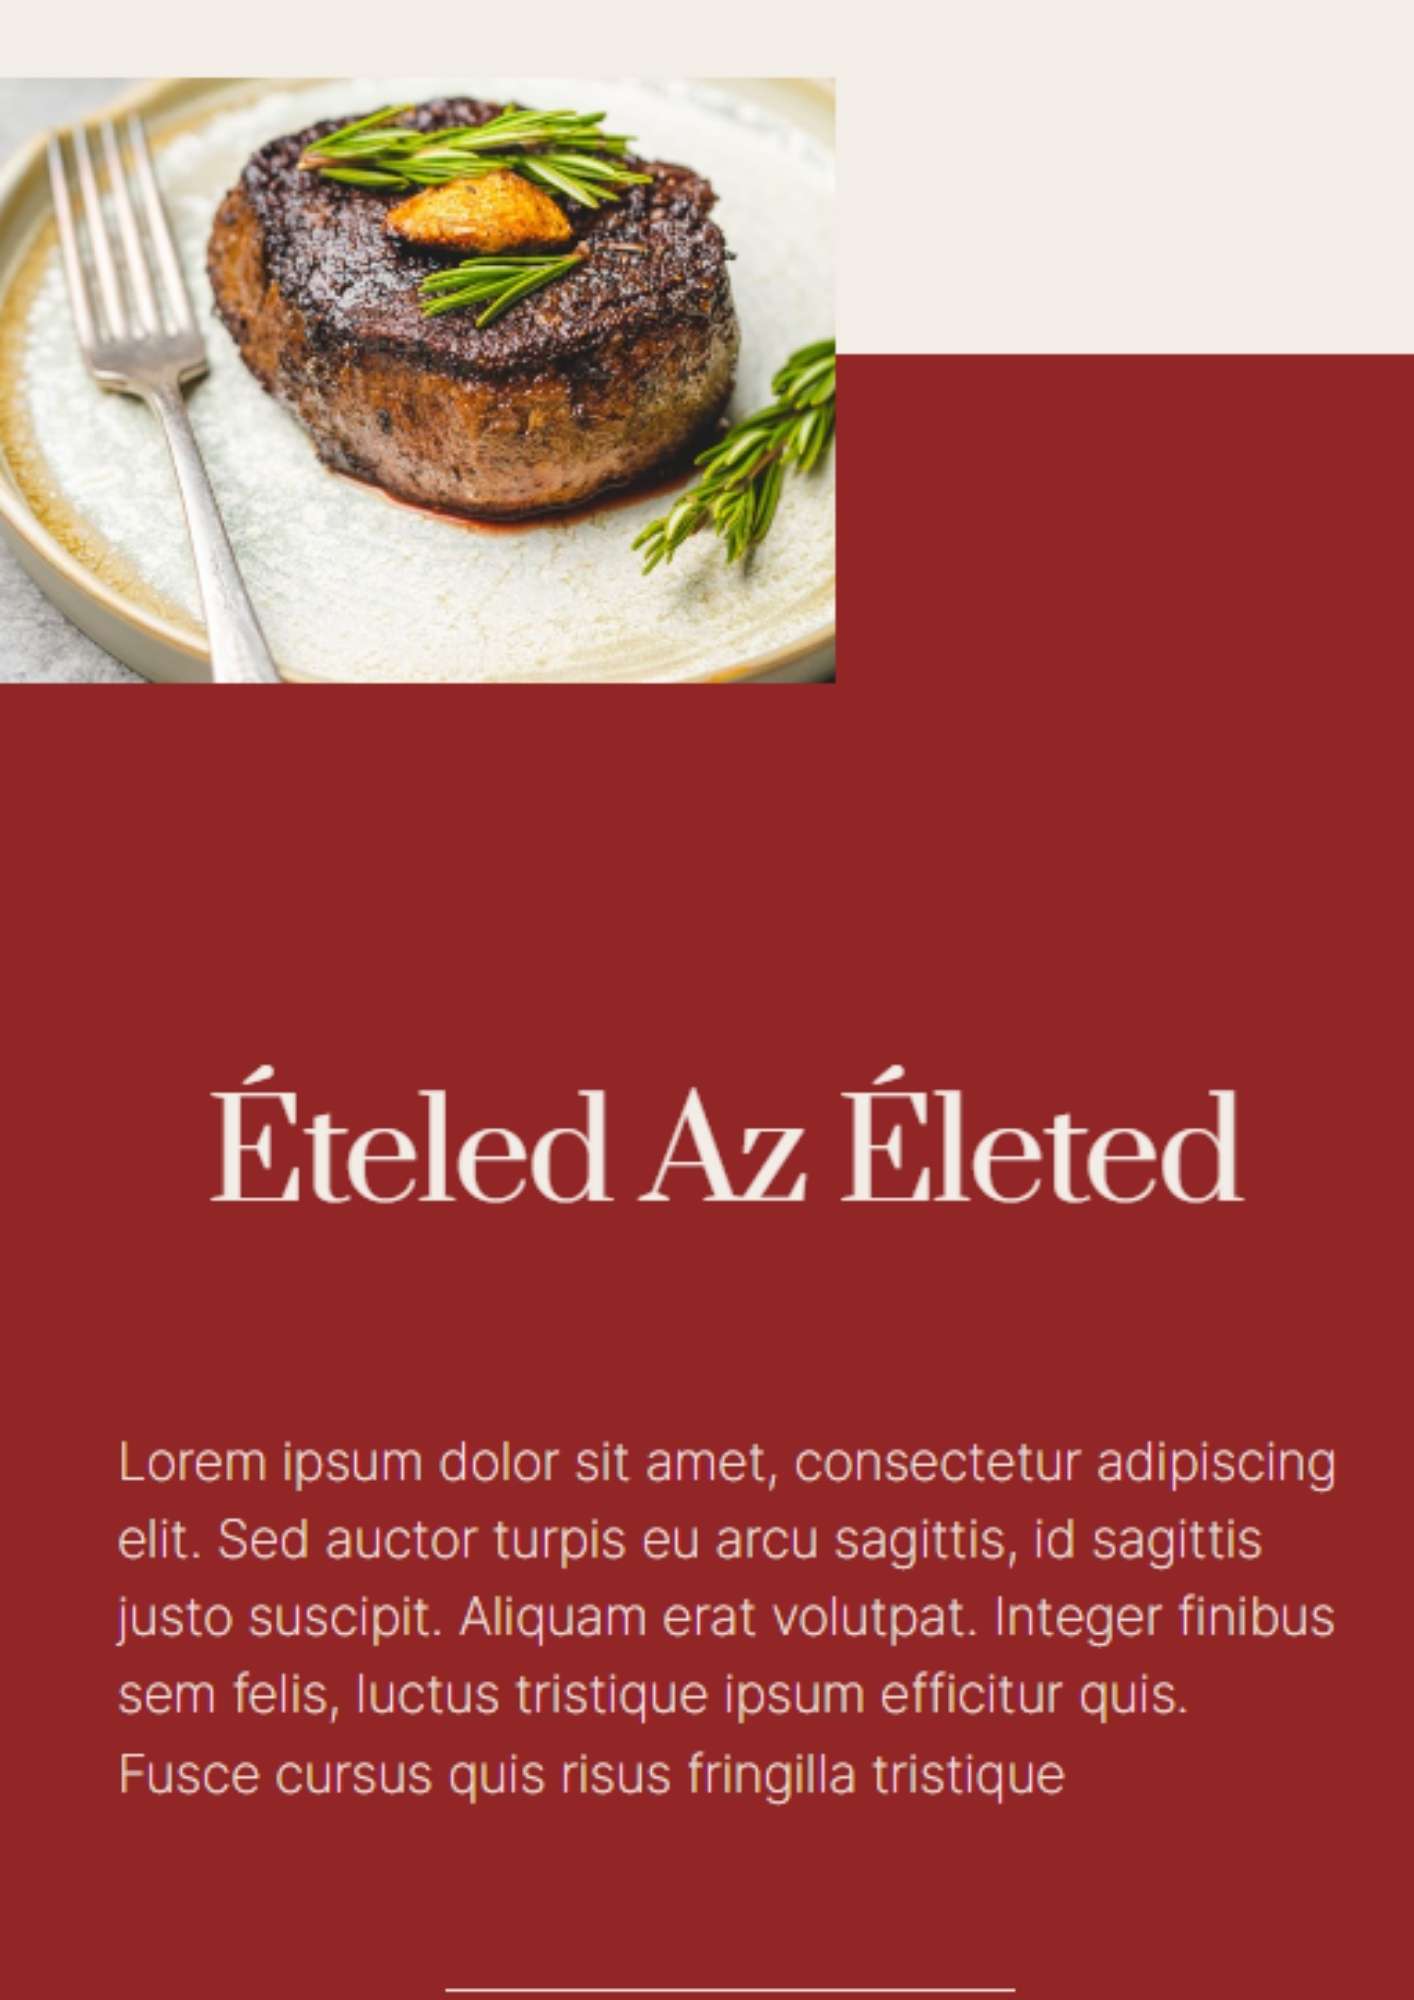 Ételed Az Életed
Lorem ipsum dolor sit amet, consectetur adipiscing
elit. Sed auctor turpis eu arcu sagittis, id sagittis
justo suscipit. Aliquam erat volutpat. Integer finibus
sem felis, luctus tristique ipsum efficitur quis.
Fusce cursus quis risus fringilla tristique